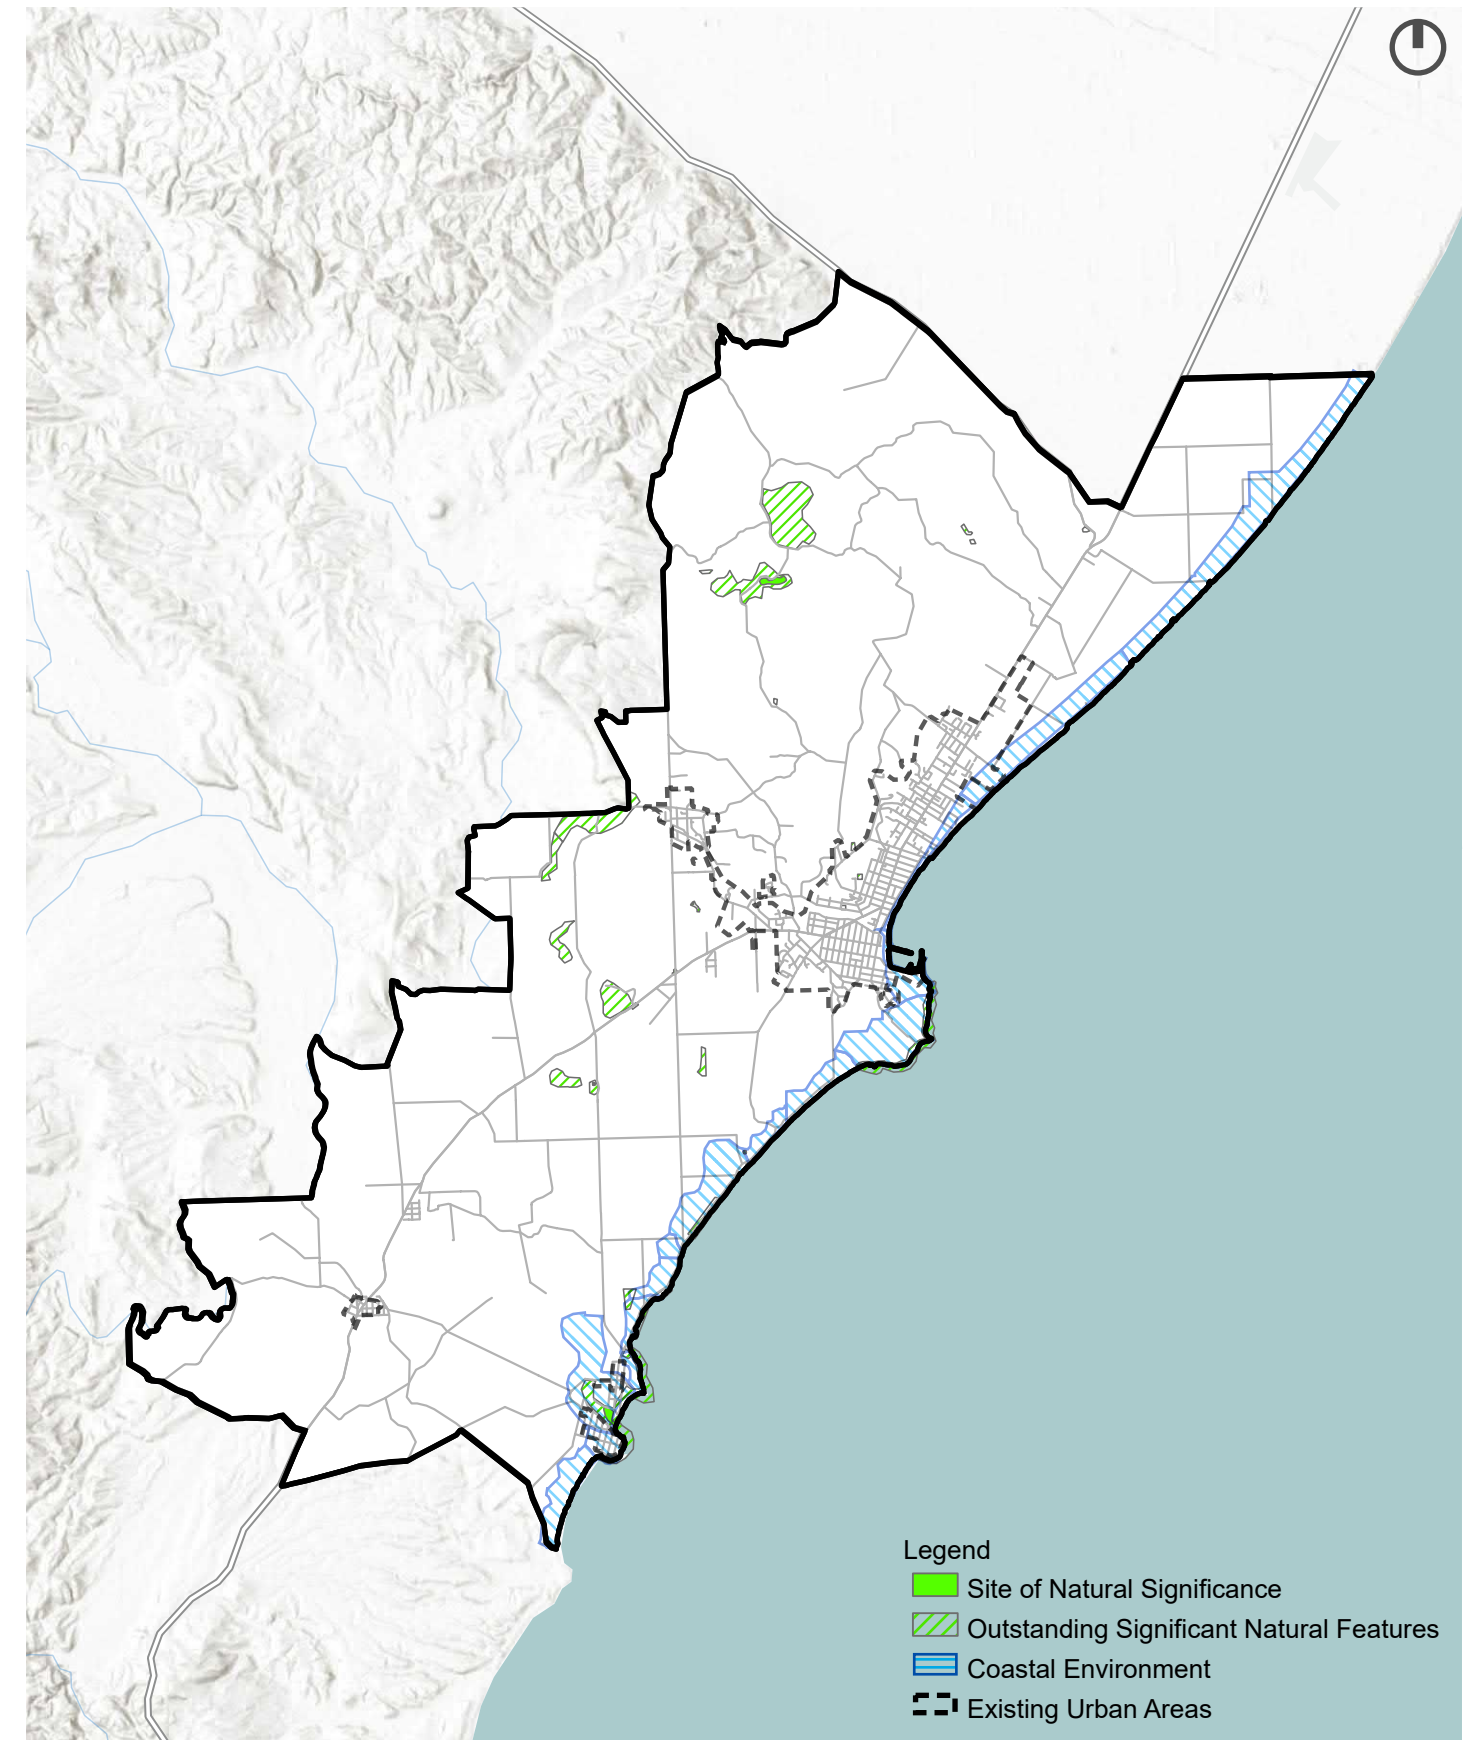 Legend
Site of Natural Significance
Outstanding Significant Natural Features
Coastal Environment
Existing Urban Areas